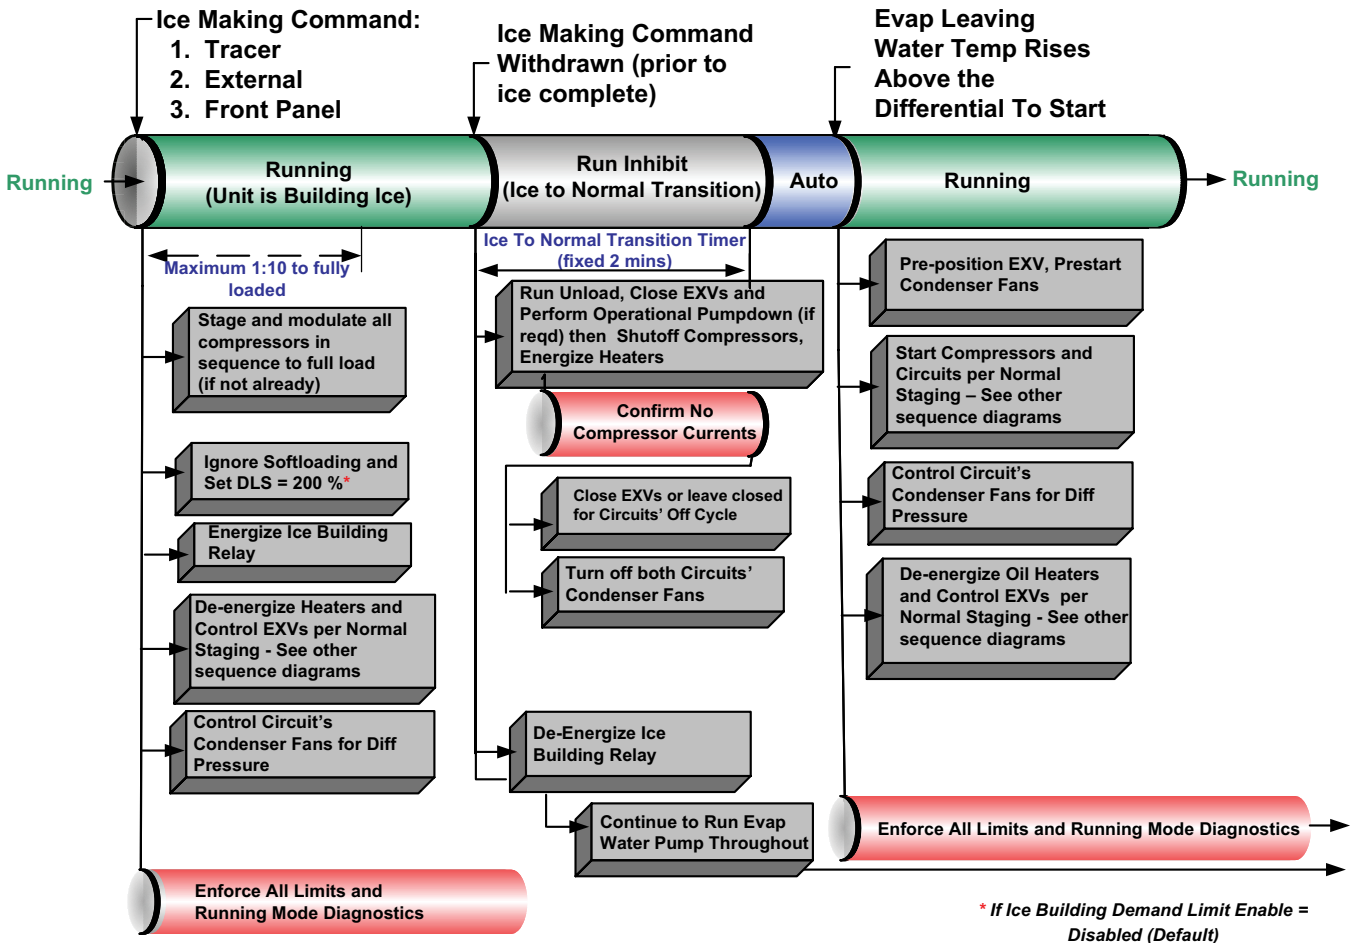 Ice Making Command:
1. Tracer
2. External
3. Front Panel
Ice Making Command
Withdrawn (prior to
ice complete)
Evap Leaving
Water Temp Rises
Above the
Differential To Start
Running
Running
(Unit is Building Ice)
Run Inhibit
(Ice to Normal Transition)
Auto
Running
Running
Maximum 1:10 to fully
loaded
Ice To Normal Transition Timer
(fixed 2 mins)
Stage and modulate all
compressors in
sequence to full load
(if not already)
Ignore Softloading and
Set DLS = 200 %*
Energize Ice Building
Relay
De-energize Heaters and
Control EXVs per Normal
Staging - See other
sequence diagrams
Control Circuit's
Condenser Fans for Diff
Pressure
Enforce All Limits and
Running Mode Diagnostics
Run Unload, Close EXVs and
Perform Operational Pumpdown (if
reqd) then Shutoff Compressors,
Energize Heaters
Confirm No
Compressor Currents
Close EXVs or leave closed
for Circuits' Off Cycle
Turn off both Circuits'
Condenser Fans
De-Energize Ice
Building Relay
Continue to Run Evap
Water Pump Throughout
Pre-position EXV, Prestart
Condenser Fans
Start Compressors and
Circuits per Normal
Staging – See other
sequence diagrams
Control Circuit's
Condenser Fans for Diff
Pressure
De-energize Oil Heaters
and Control EXVs per
Normal Staging - See other
sequence diagrams
Enforce All Limits and Running Mode Diagnostics
* If Ice Building Demand Limit Enable =
Disabled (Default)